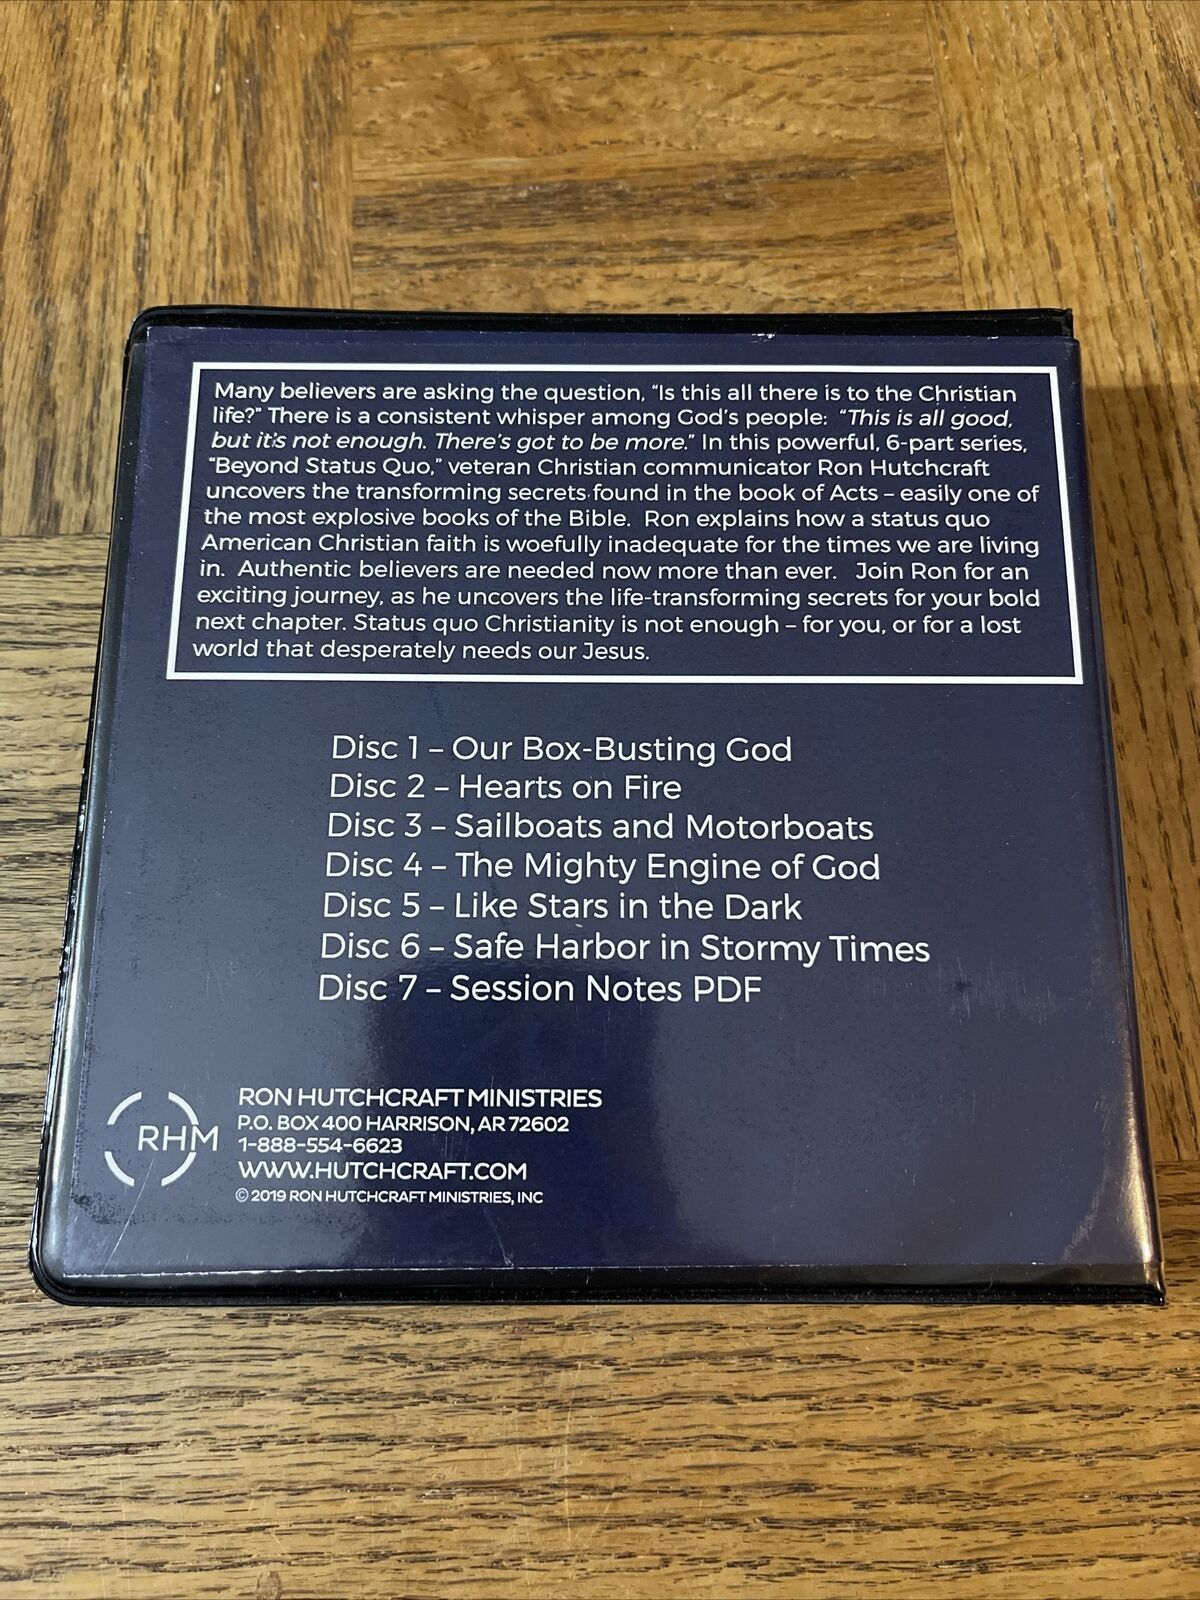 Many believers are asking the question, “Is this all there is to the Christian
life?” There is a consistent whisper among God’s people: “This is all good,
but it’s not enough. There’s got to be more.” In this powerful, 6-part series,
“Beyond Status Quo,” veteran Christian communicator Ron Hutchcraft
uncovers the transforming secrets found in the book of Acts – easily one of
the most explosive books of the Bible. Ron explains how a status quo
American Christian faith is woefully inadequate for the times we are living
in. Authentic believers are needed now more than ever. Join Ron for an
exciting journey, as he uncovers the life-transforming secrets for your bold
next chapter. Status quo Christianity is not enough – for you, or for a lost
world that desperately needs our Jesus.
Disc 1 – Our Box-Busting God
Disc 2 – Hearts on Fire
Disc 3 – Sailboats and Motorboats
Disc 4 – The Mighty Engine of God
Disc 5 – Like Stars in the Dark
Disc 6 – Safe Harbor in Stormy Times
Disc 7 – Session Notes PDF
RHM
RON HUTCHCRAFT MINISTRIES
P.O. BOX 400 HARRISON, AR 72602
1-888-554-6623
WWW.HUTCHCRAFT.COM
© 2019 RON HUTCHCRAFT MINISTRIES, INC